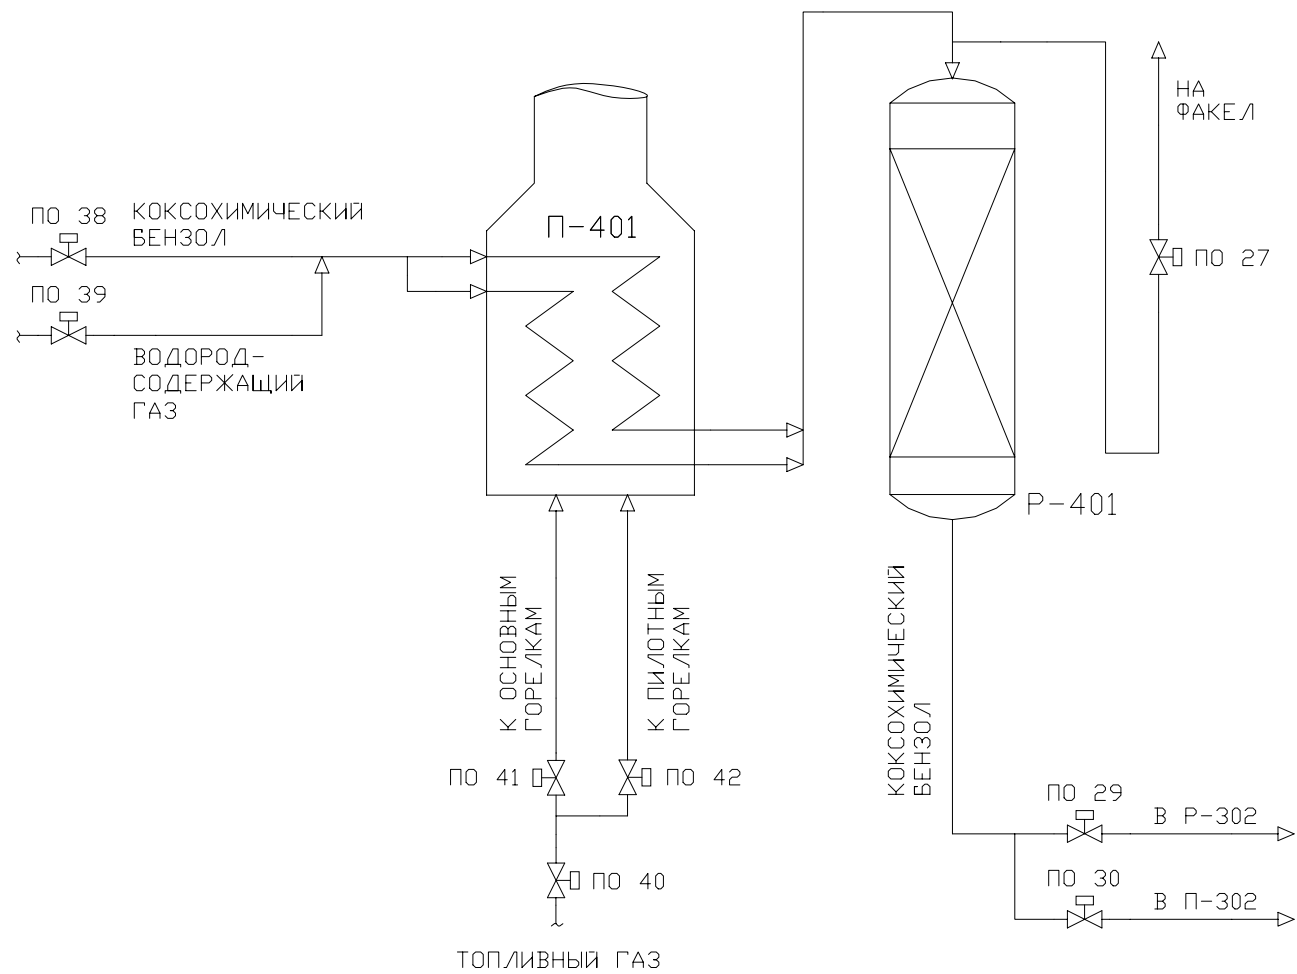 НА
ФАКЕЛ
ПО 38
КОКСОХИМИЧЕСКИЙ
БЕНЗОЛ
П-401
ПО 27
ПО 39
ВОДОРОД-
СОДЕРЖАЩИЙ
ГАЗ
Р-401
К ОСНОВНЫМ
ГОРЕЛКАМ
К ПИЛОТНЫМ
ГОРЕЛКАМ
КОКСОХИМИЧЕСКИЙ
БЕНЗОЛ
ПО 41
ПО 42
ПО 29
В Р-302
ПО 40
ПО 30
В П-302
ТОПЛИВНЫЙ ГАЗ